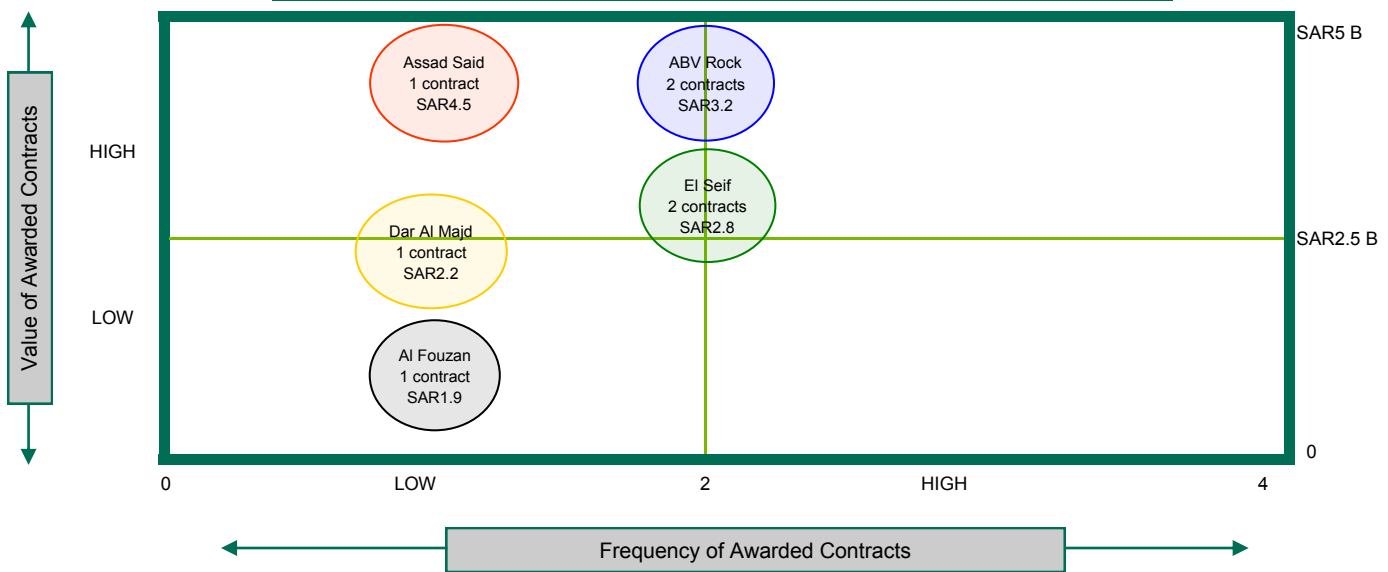 SAR5 B
Assad Said
1 contract
SAR4.5
ABV Rock
2 contracts
SAR3.2
Value of Awarded Contracts
HIGH
El Seif
2 contracts
SAR2.8
Dar Al Majd
1 contract
SAR2.2
SAR2.5 B
LOW
Al Fouzan
1 contract
SAR1.9
0
0
LOW
2
HIGH
4
Frequency of Awarded Contracts